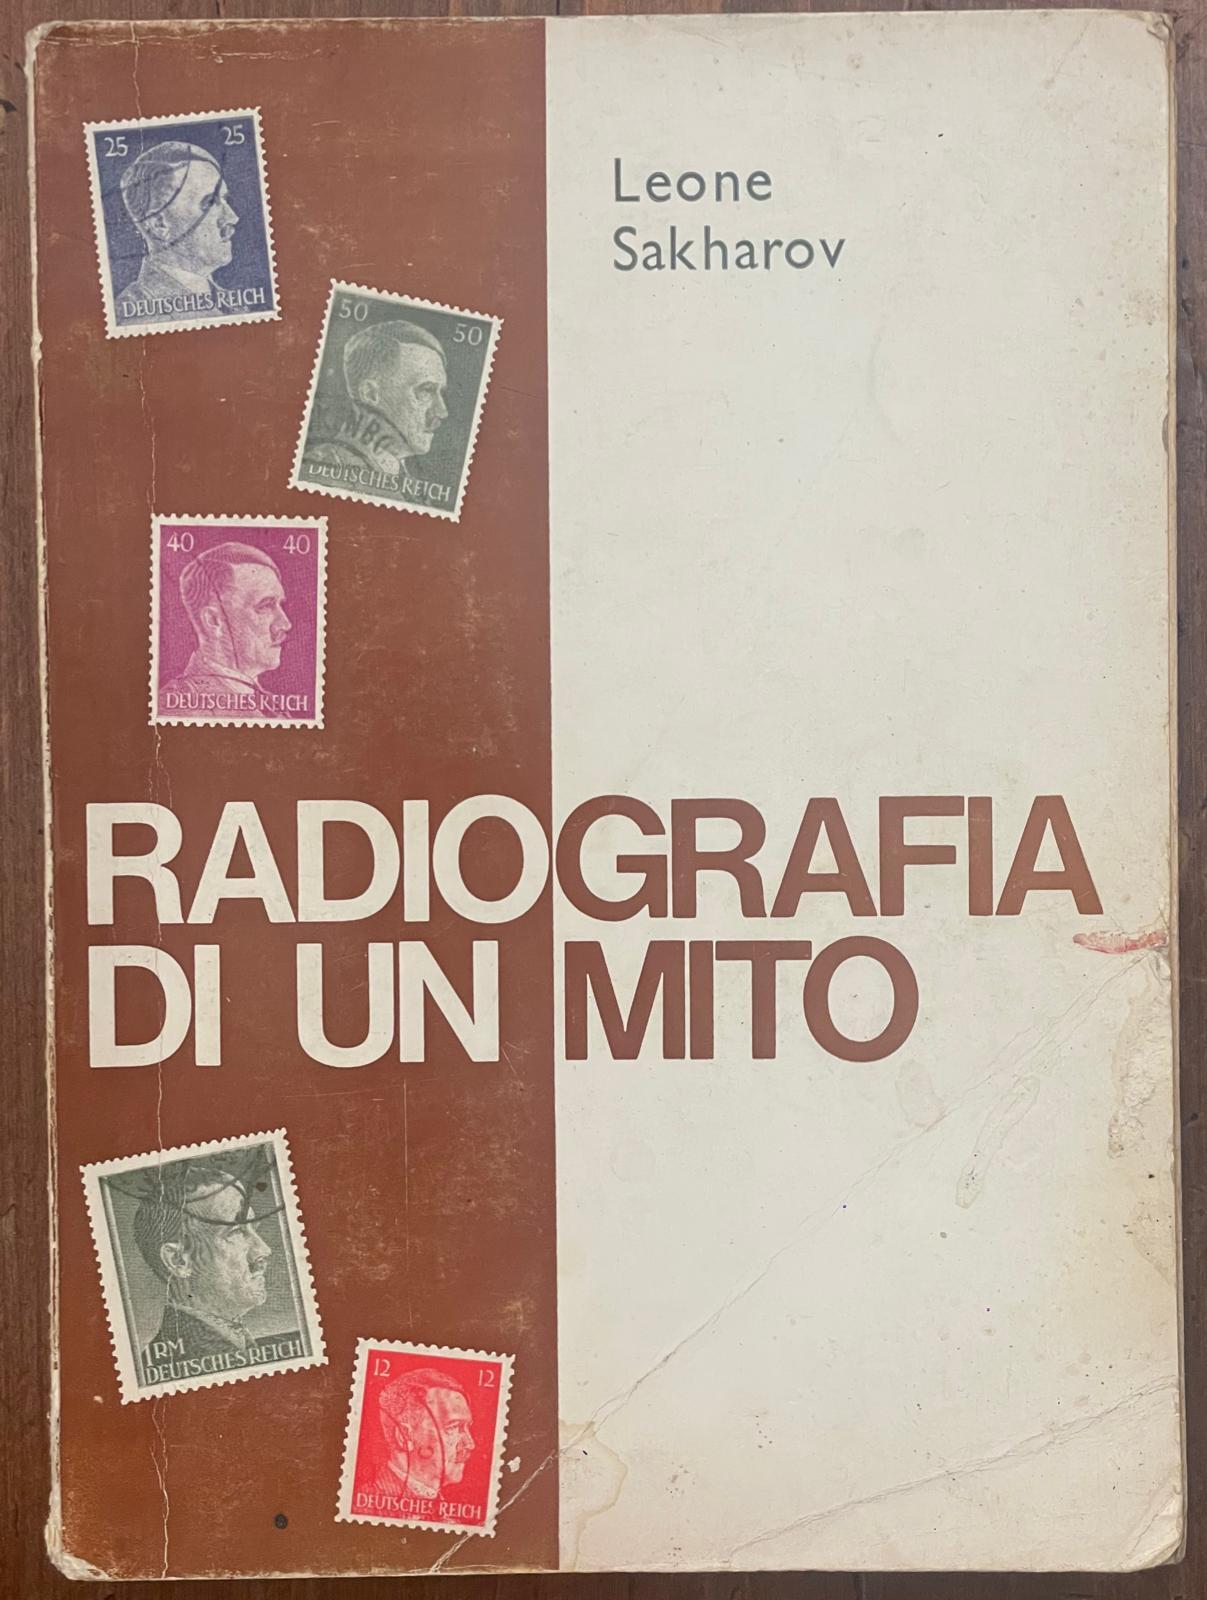 Leone
Sakharov
25 25
DEUTSCHES REICH
50 50
DEUTSCHES REICH
40 40
DEUTSCHES REICH
RADIOGRAFIA
DI UN MITO
1RM
DEUTSCHES REICH
12 12
DEUTSCHES REICH